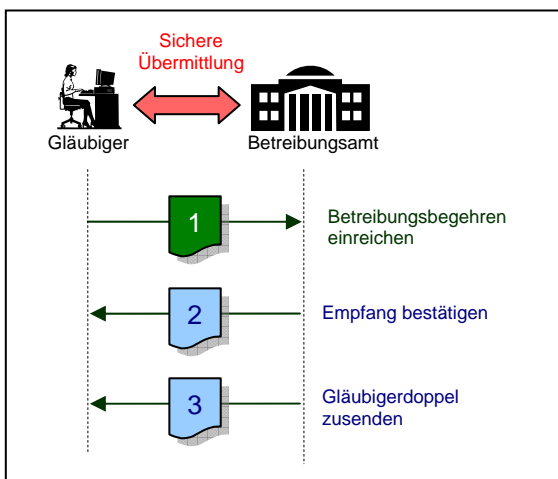 Sichere
Übermittlung
Gläubiger
Betreibungsamt
1
Betreibungsbegehren
einreichen
2
Empfang bestätigen
3
Gläubigerdoppel
zusenden